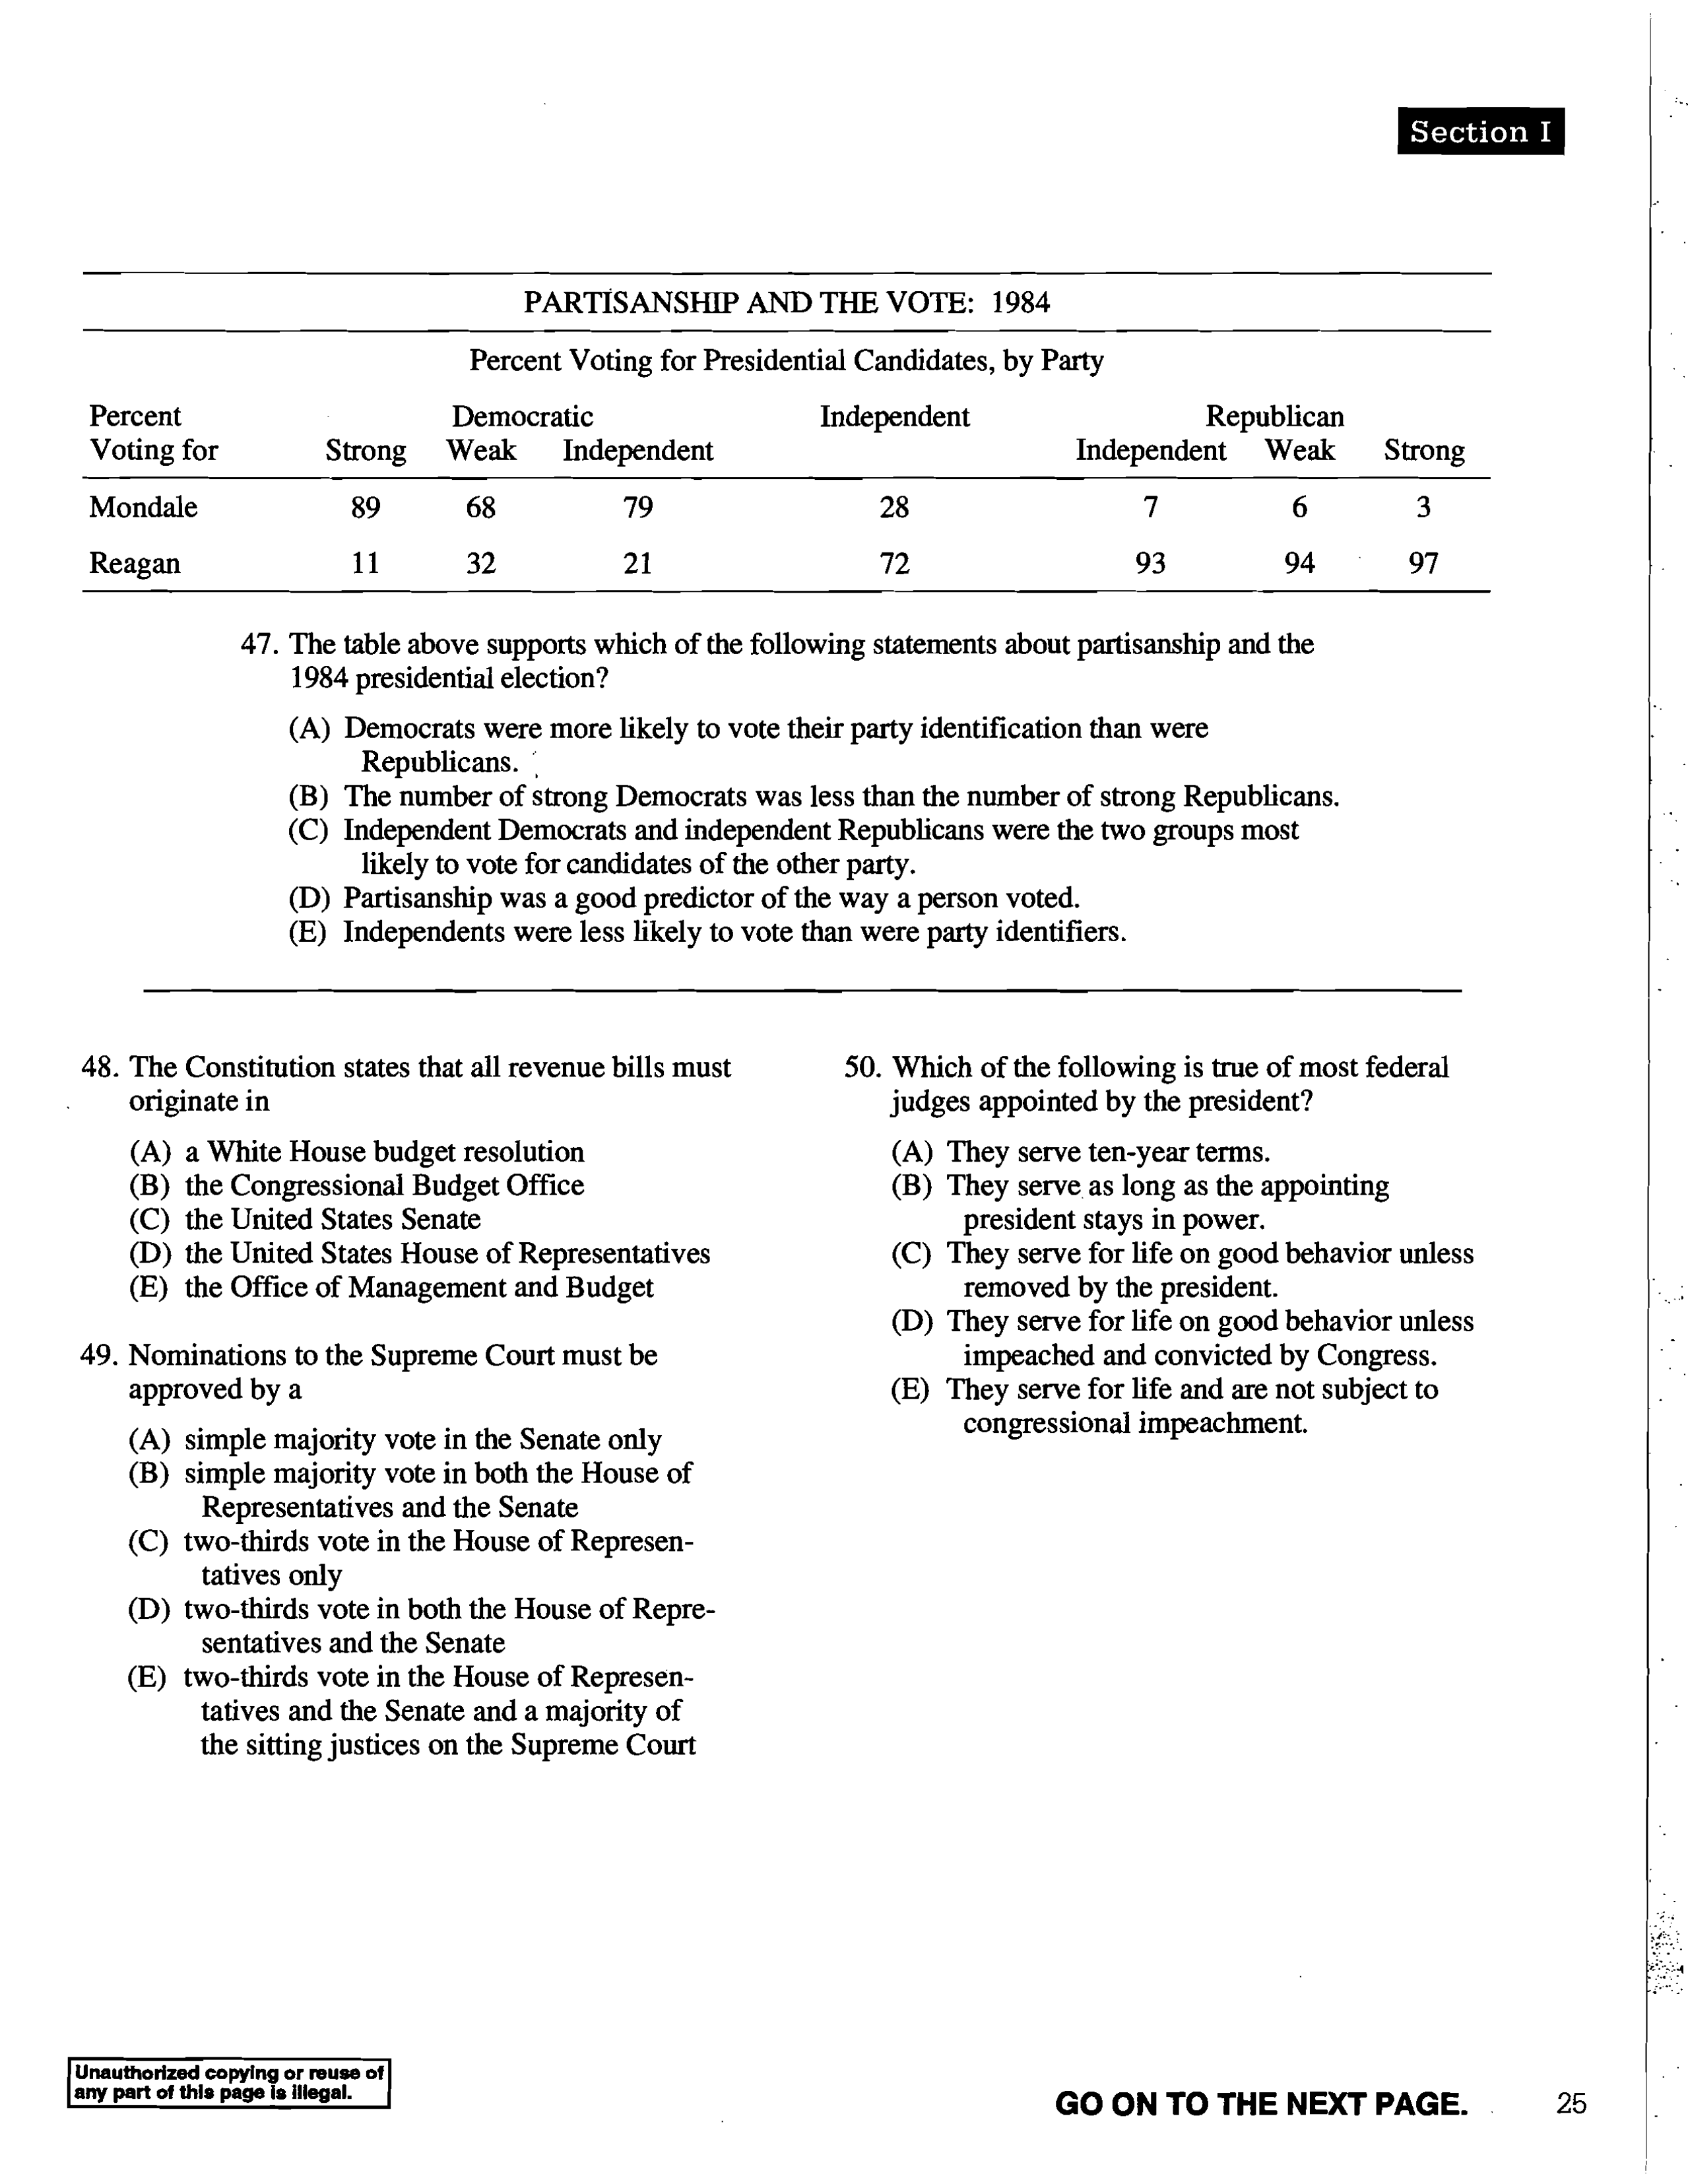 Section I
PARTISANSHIP AND THE VOTE: 1984
Percent Voting for Presidential Candidates, by Party
Percent Democratic Independent Republican
Voting for Strong Weak Independent Independent Weak Strong
Mondale 89 68 79 28 7 6 3
Reagan 11 32 21 72 93 94 97
47. The table above supports which of the following statements about partisanship and the
1984 presidential election?
(A) Democrats were more likely to vote their party identification than were
Republicans.
(B) The number of strong Democrats was less than the number of strong Republicans.
(C) Independent Democrats and independent Republicans were the two groups most
likely to vote for candidates of the other party.
(D) Partisanship was a good predictor of the way a person voted.
(E) Independents were less likely to vote than were party identifiers.
48. The Constitution states that all revenue bills must
originate in
(A) a White House budget resolution
(B) the Congressional Budget Office
(C) the United States Senate
(D) the United States House of Representatives
(E) the Office of Management and Budget
49. Nominations to the Supreme Court must be
approved by a
(A) simple majority vote in the Senate only
(B) simple majority vote in both the House of
Representatives and the Senate
(C) two-thirds vote in the House of Represen-
tatives only
(D) two-thirds vote in both the House of Repre-
sentatives and the Senate
(E) two-thirds vote in the House of Represen-
tatives and the Senate and a majority of
the sitting justices on the Supreme Court
50. Which of the following is true of most federal
judges appointed by the president?
(A) They serve ten-year terms.
(B) They serve as long as the appointing
president stays in power.
(C) They serve for life on good behavior unless
removed by the president.
(D) They serve for life on good behavior unless
impeached and convicted by Congress.
(E) They serve for life and are not subject to
congressional impeachment.
Unauthorized copying or reuse of
any part of this page is illegal.
GO ON TO THE NEXT PAGE. 25